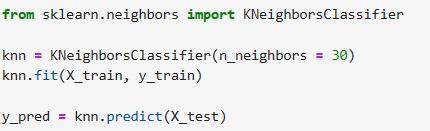 from sklearn.neighbors import KNeighborsClassifier
knn = KNeighborsClassifier(n_neighbors = 30)
knn.fit(X_train, y_train)
y_pred = knn.predict(X_test)